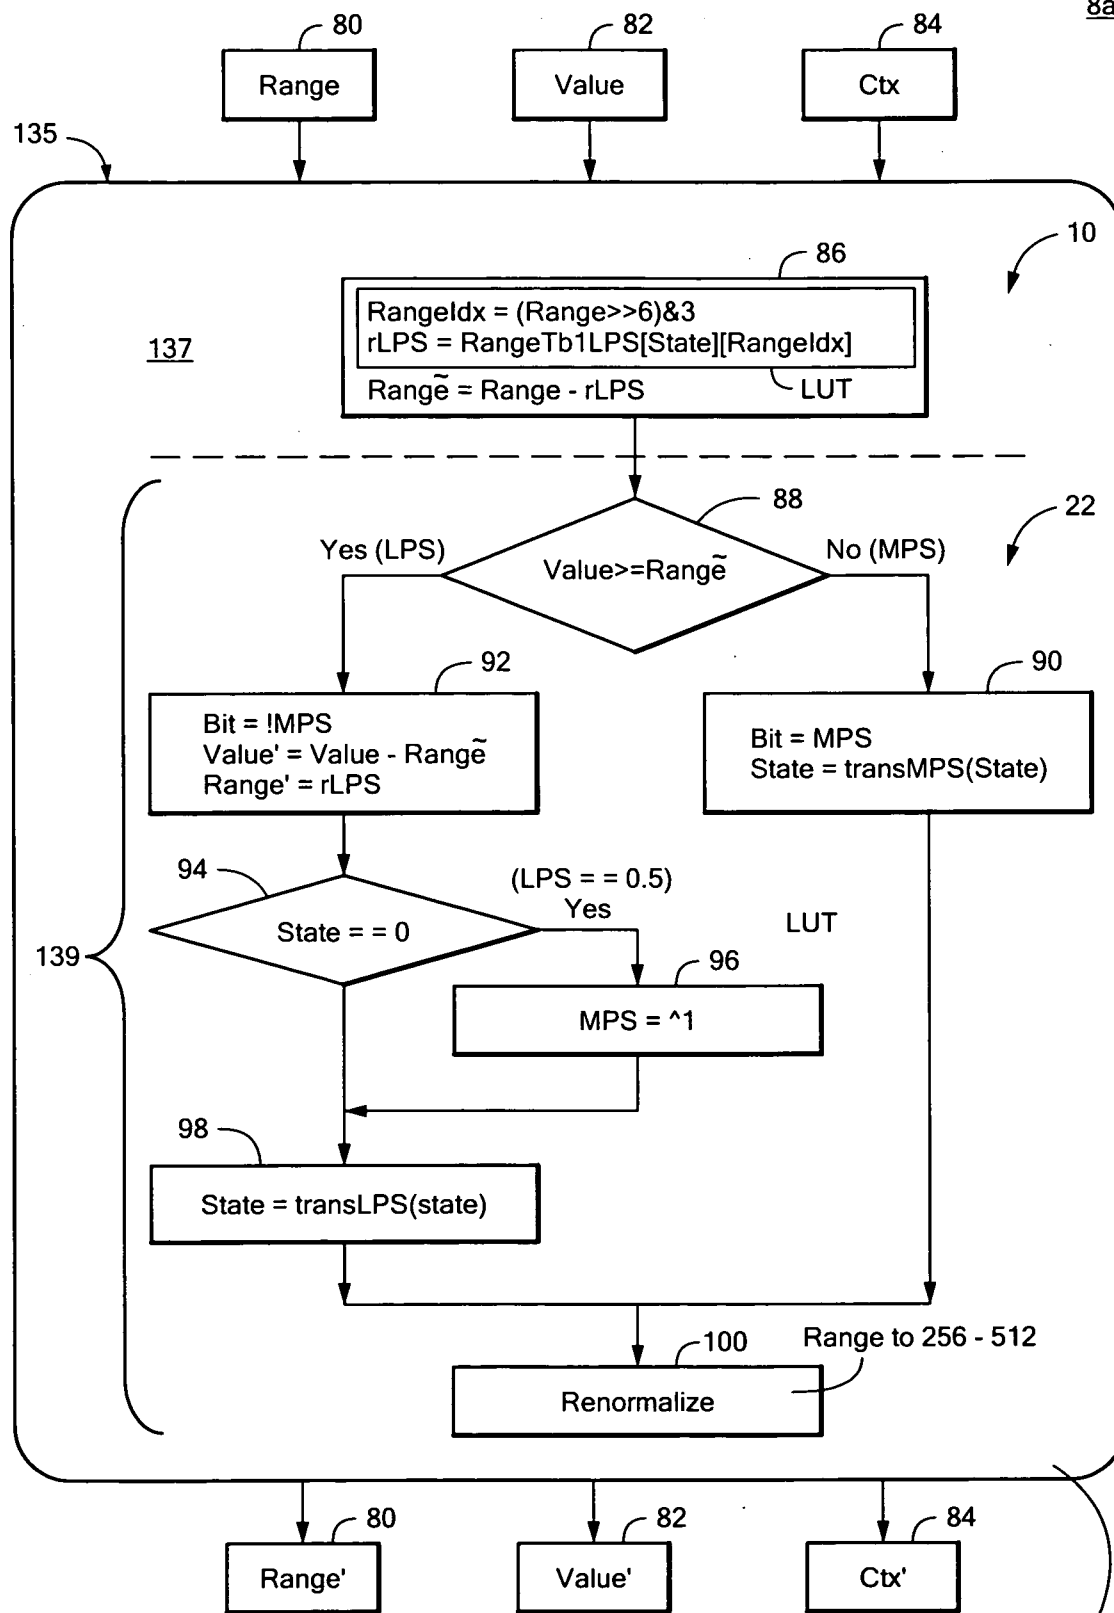 8a
80
82
84
Range
Value
Ctx
135
10
86
RangeIdx = (Range>>6)&3
rLPS = RangeTb1LPS[State][RangeIdx]
137
Rang~e = Range - rLPS
LUT
88
22
Yes (LPS)
No (MPS)
Value>=Rang~e
92
90
Bit = !MPS
Value' = Value - Rang~e
Range' = rLPS
Bit = MPS
State = transMPS(State)
94
(LPS = = 0.5)
Yes
State = = 0
LUT
139
96
MPS = ^1
98
State = transLPS(state)
100
Range to 256 - 512
Renormalize
80
82
84
Range'
Value'
Ctx'